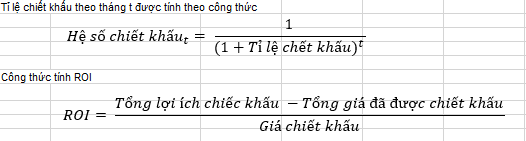 Tỉ lệ chiết khấu theo tháng t được tính theo công thức
Hệ số chiết khấu_t = 1 / (1 + Tỉ lệ chết khấu)^t
Công thức tính ROI
ROI = Tổng lợi ích chiếc khấu − Tổng giá đã được chiết khấu / Giá chiết khấu